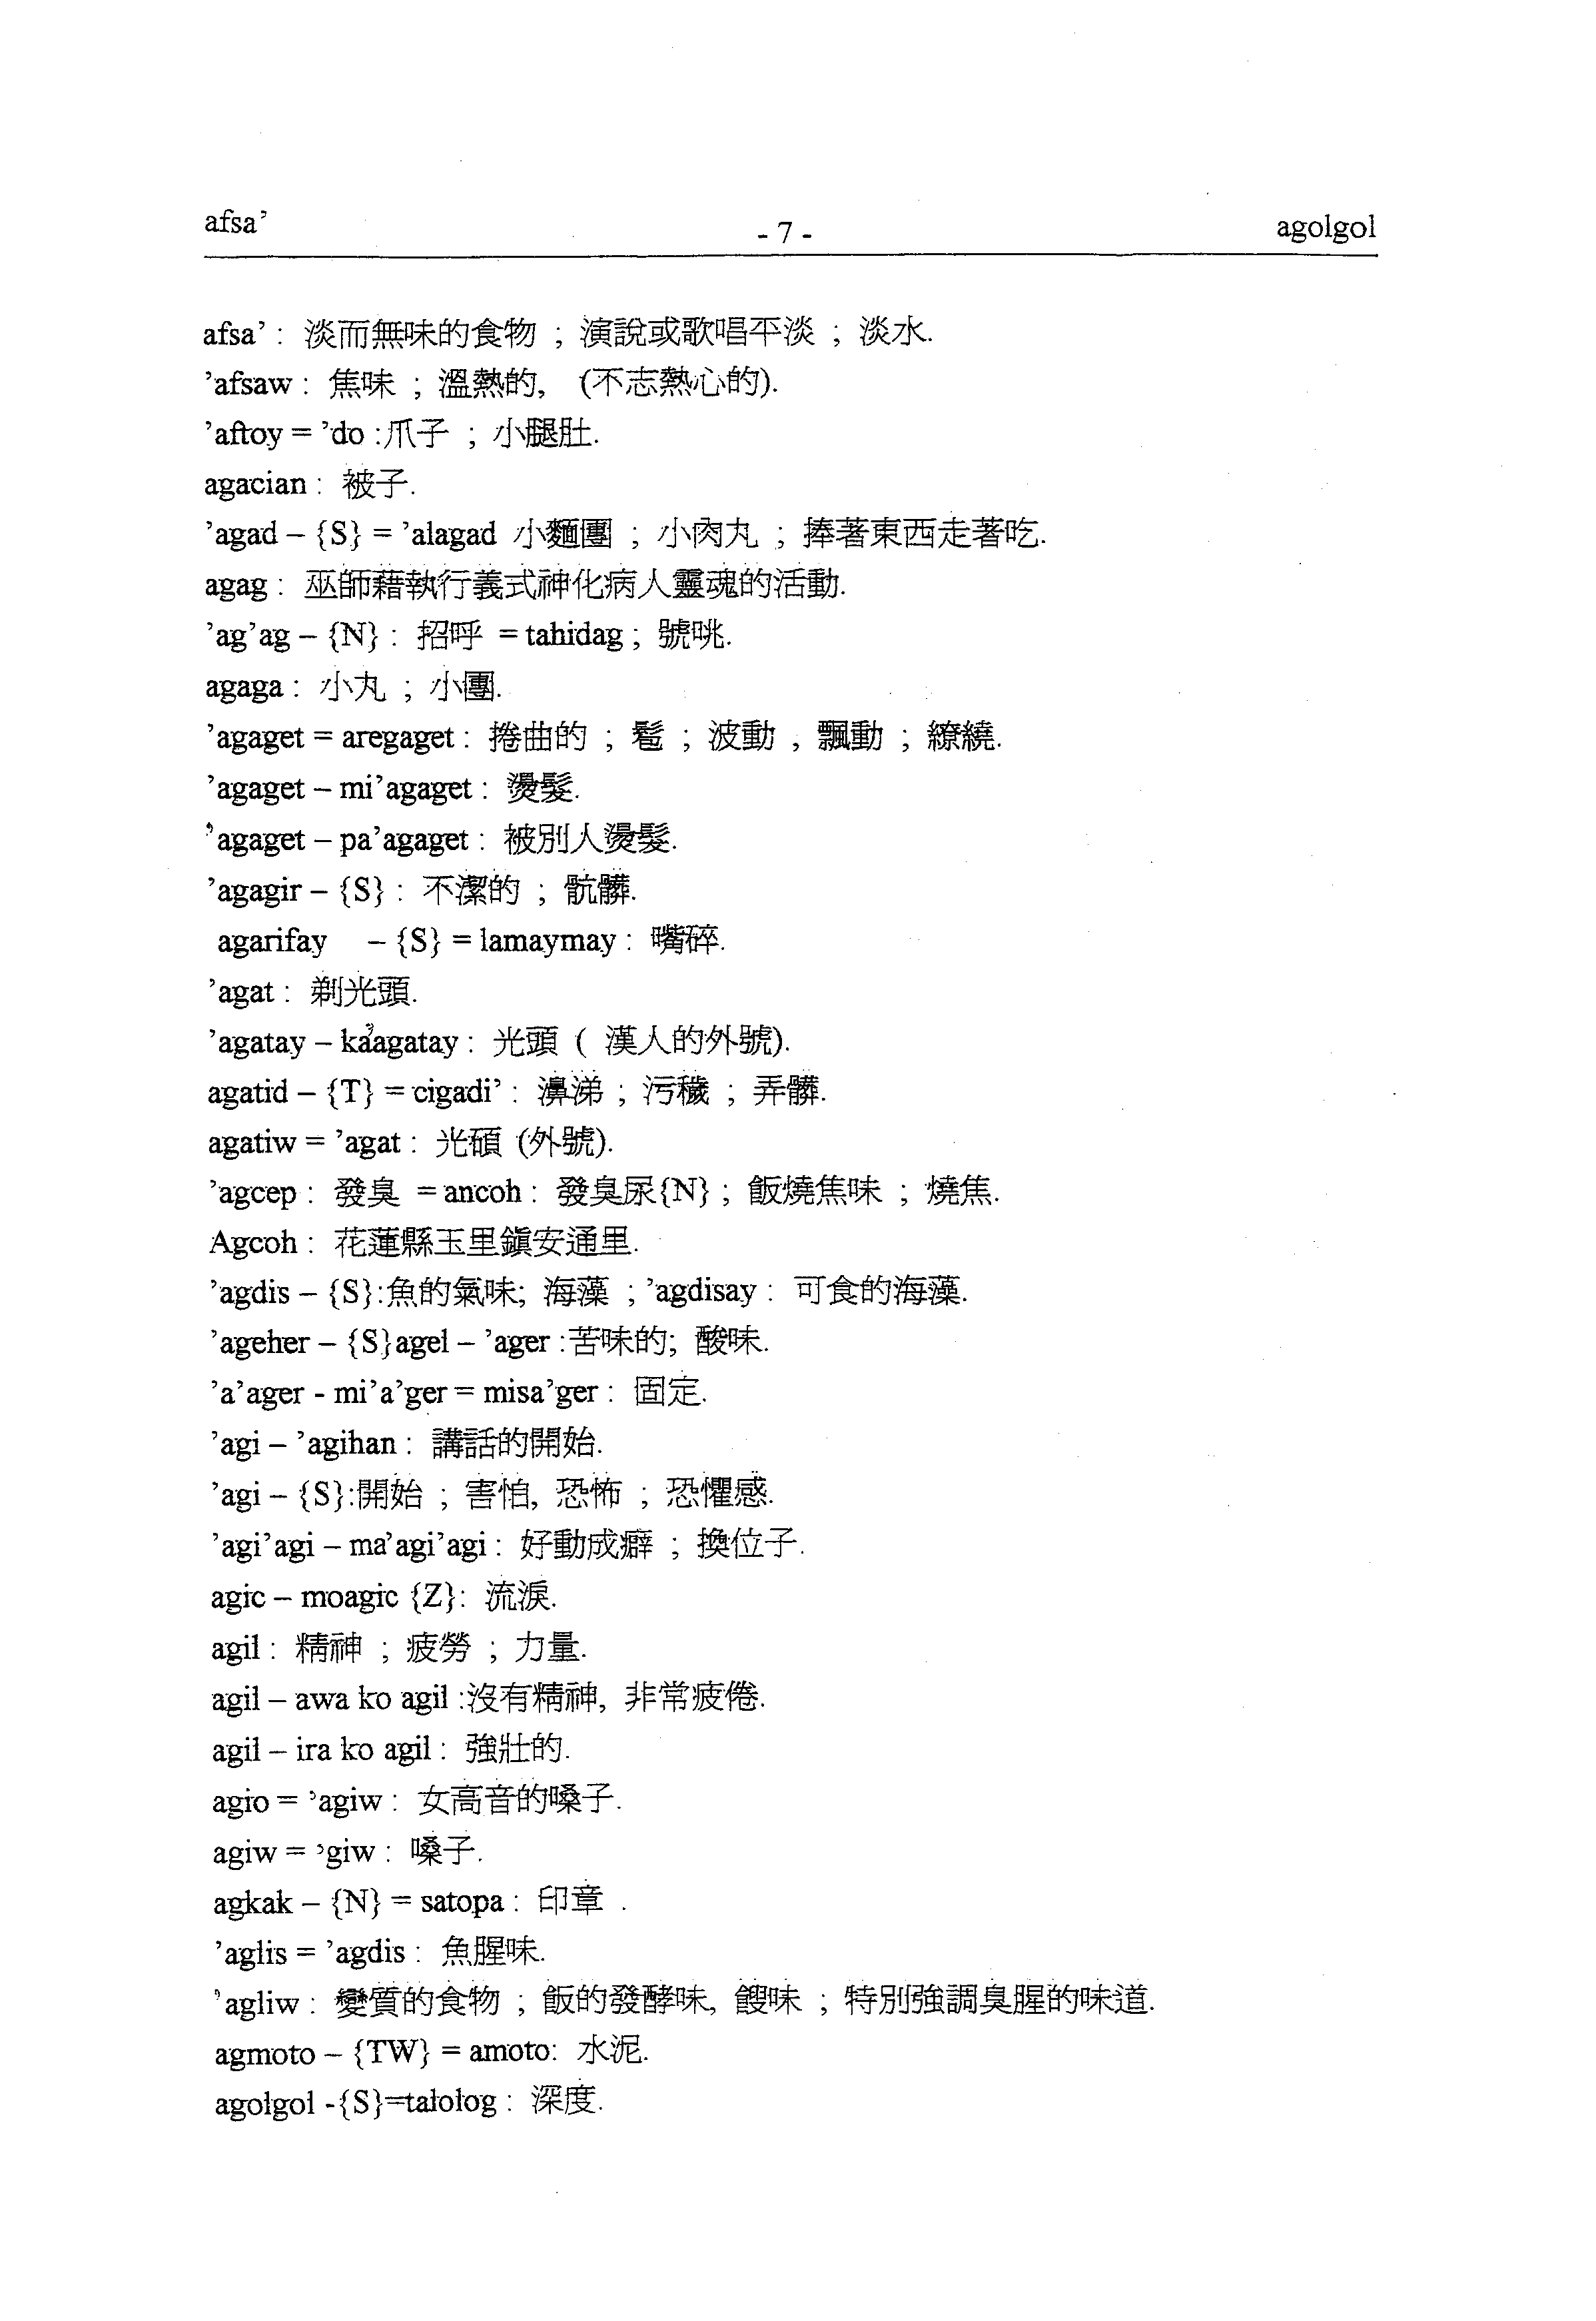 afsa’ - 7 - agolgol
afsa’ : 淡而無味的食物 ; 演說或歌唱平淡 ; 淡水.
’afsaw : 焦味 ; 溫熱的, (不志熱心的).
’aftoy = ’do :爪子 ; 小腿肚.
agacian : 被子.
’agad – {S} = ’alagad 小麵團 ; 小肉丸 ; 捧著東西走著吃.
agag : 巫師藉執行義式神化病人靈魂的活動.
’ag’ag – {N} : 招呼 = tahidag ; 號咷.
agaga : 小丸 ; 小團.
’agaget = aregaget : 捲曲的 ; 髱 ; 波動 , 飄動 ; 繚繞.
’agaget – mi’agaget : 燙髮.
’agaget – pa’agaget : 被別人燙髮.
’agagir – {S} : 不潔的 ; 骯髒.
agarifay – {S} = lamaymay : 嘴碎.
’agat : 剃光頭.
’agatay – ka’agatay : 光頭 ( 漢人的外號).
agatid – {T} = cigadi’ : 濞涕 ; 污穢 ; 弄髒.
agatiw = ’agat : 光碩 (外號).
’agcep : 發臭 = ancoh : 發臭尿{N} ; 飯燒焦味 ; 燒焦.
Agcoh : 花蓮縣玉里鎮安通里.
’agdis – {S}:魚的氣味; 海藻 ; ’agdisay : 可食的海藻.
’ageher – {S}agel – ’ager :苦味的; 酸味.
’a’ager - mi’a’ger = misa’ger : 固定.
’agi – ’agihan : 講話的開始.
’agi – {S}:開始 ; 害怕, 恐怖 ; 恐懼感.
’agi’agi – ma’agi’agi : 好動成癖 ; 換位子.
agic – moagic {Z}: 流淚.
agil : 精神 ; 疲勞 ; 力量.
agil – awa ko agil :沒有精神, 非常疲倦.
agil – ira ko agil : 強壯的.
agio = ’agiw : 女高音的嗓子.
agiw = ’giw : 嗓子.
agkak – {N} = satopa : 印章 .
’aglis = ’agdis : 魚腥味.
’agliw : 變質的食物 ; 飯的發酵味, 餿味 ; 特別強調臭腥的味道.
agmoto – {TW} = amoto: 水泥.
agolgol -{S}=talolog : 深度.